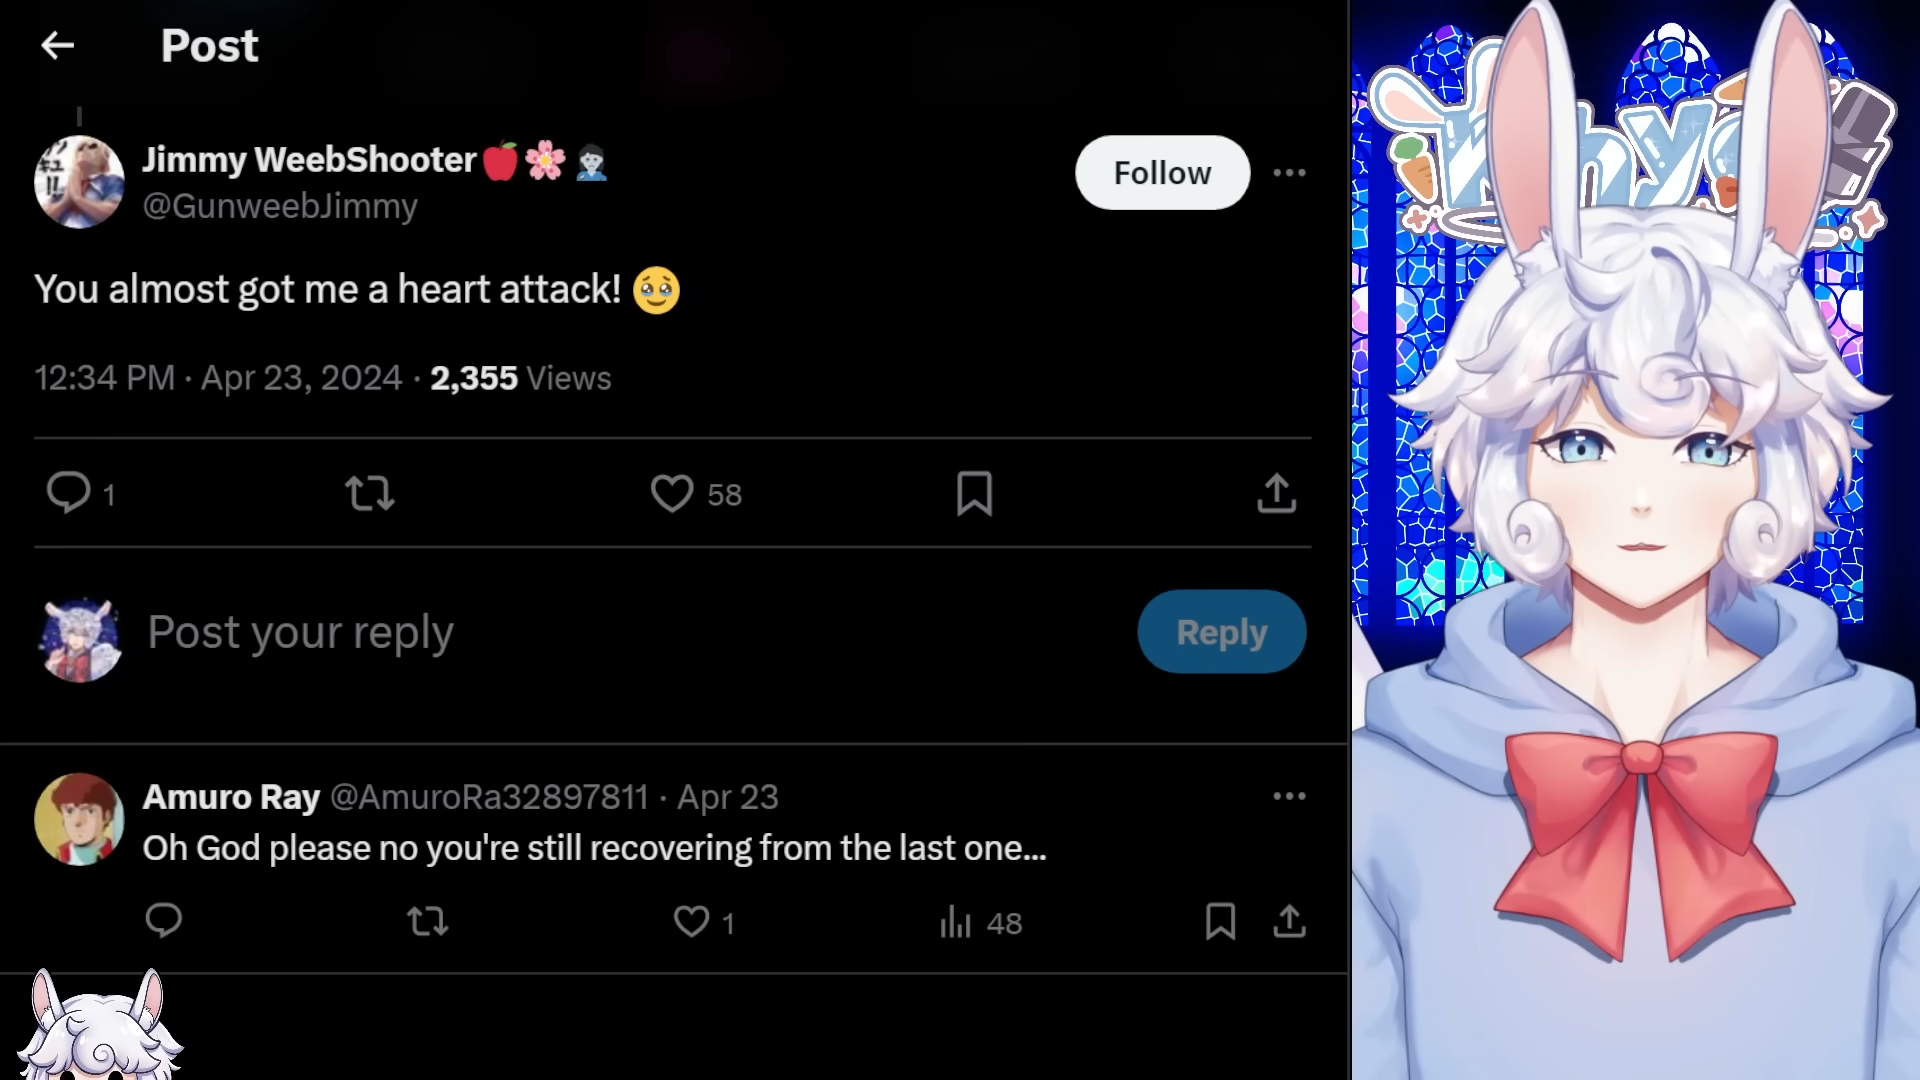 Post
Jimmy WeebShooter🍎🌸🧟
@GunweebJimmy
Follow
You almost got me a heart attack! 🥹
12:34 PM · Apr 23, 2024 · 2,355 Views
1
58
Post your reply
Reply
Amuro Ray @AmuroRa32897811 · Apr 23
Oh God please no you're still recovering from the last one...
1
48